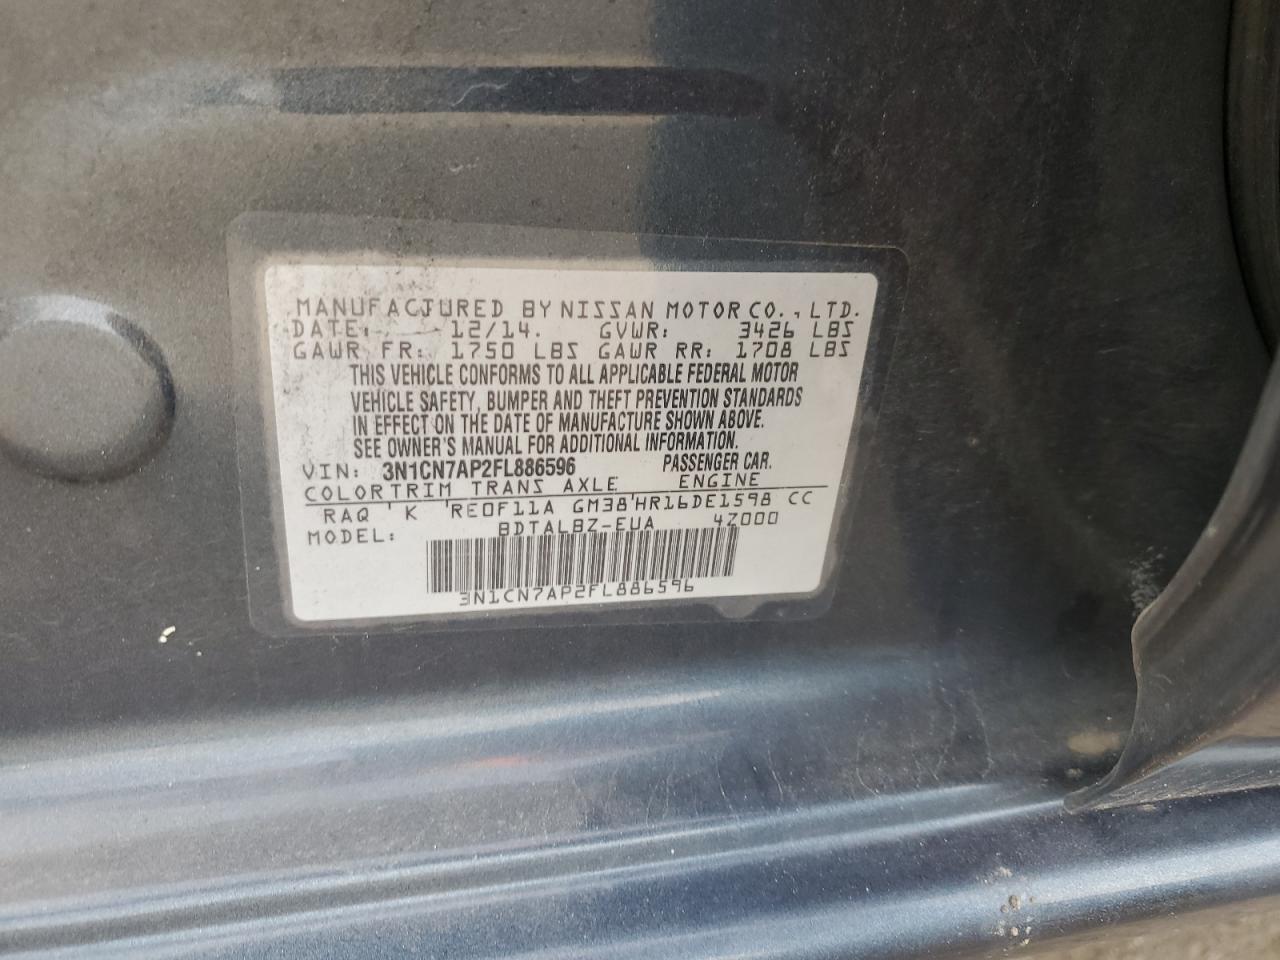 MANUFACTURED BY NISSAN MOTOR CO., LTD.
DATE: 12/14. GVWR: 3426 LBS
GAWR FR: 1750 LBS GAWR RR: 1708 LBS
THIS VEHICLE CONFORMS TO ALL APPLICABLE FEDERAL MOTOR
VEHICLE SAFETY, BUMPER AND THEFT PREVENTION STANDARDS
IN EFFECT ON THE DATE OF MANUFACTURE SHOWN ABOVE.
SEE OWNER'S MANUAL FOR ADDITIONAL INFORMATION.
VIN: 3N1CN7AP2FL886596 PASSENGER CAR.
COLOR TRIM TRANS AXLE ENGINE
RAQ 'K 'RE0F11A GM38'HR16DE1598 CC
MODEL: BDTALBZ-EUA 4Z000
3N1CN7AP2FL886596